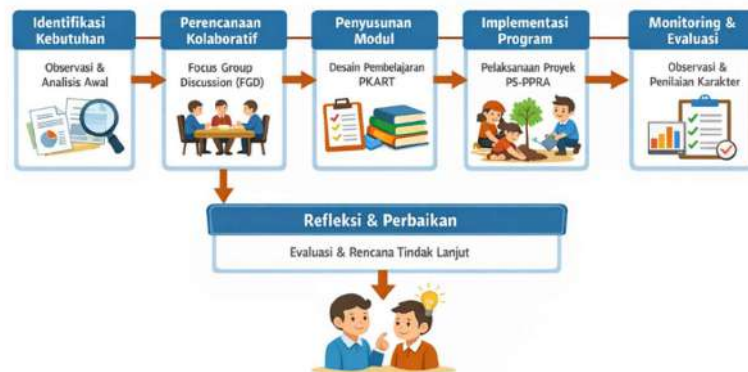 Identifikasi
Kebutuhan
Observasi &
Analisis Awal
Perencanaan
Kolaboratif
Focus Group
Discussion (FGD)
Penyusunan
Modul
Desain Pembelajaran
PKART
Implementasi
Program
Pelaksanaan Proyek
PS-PPRA
Monitoring &
Evaluasi
Observasi &
Penilaian Karakter
Refleksi & Perbaikan
Evaluasi & Rencana Tindak Lanjut